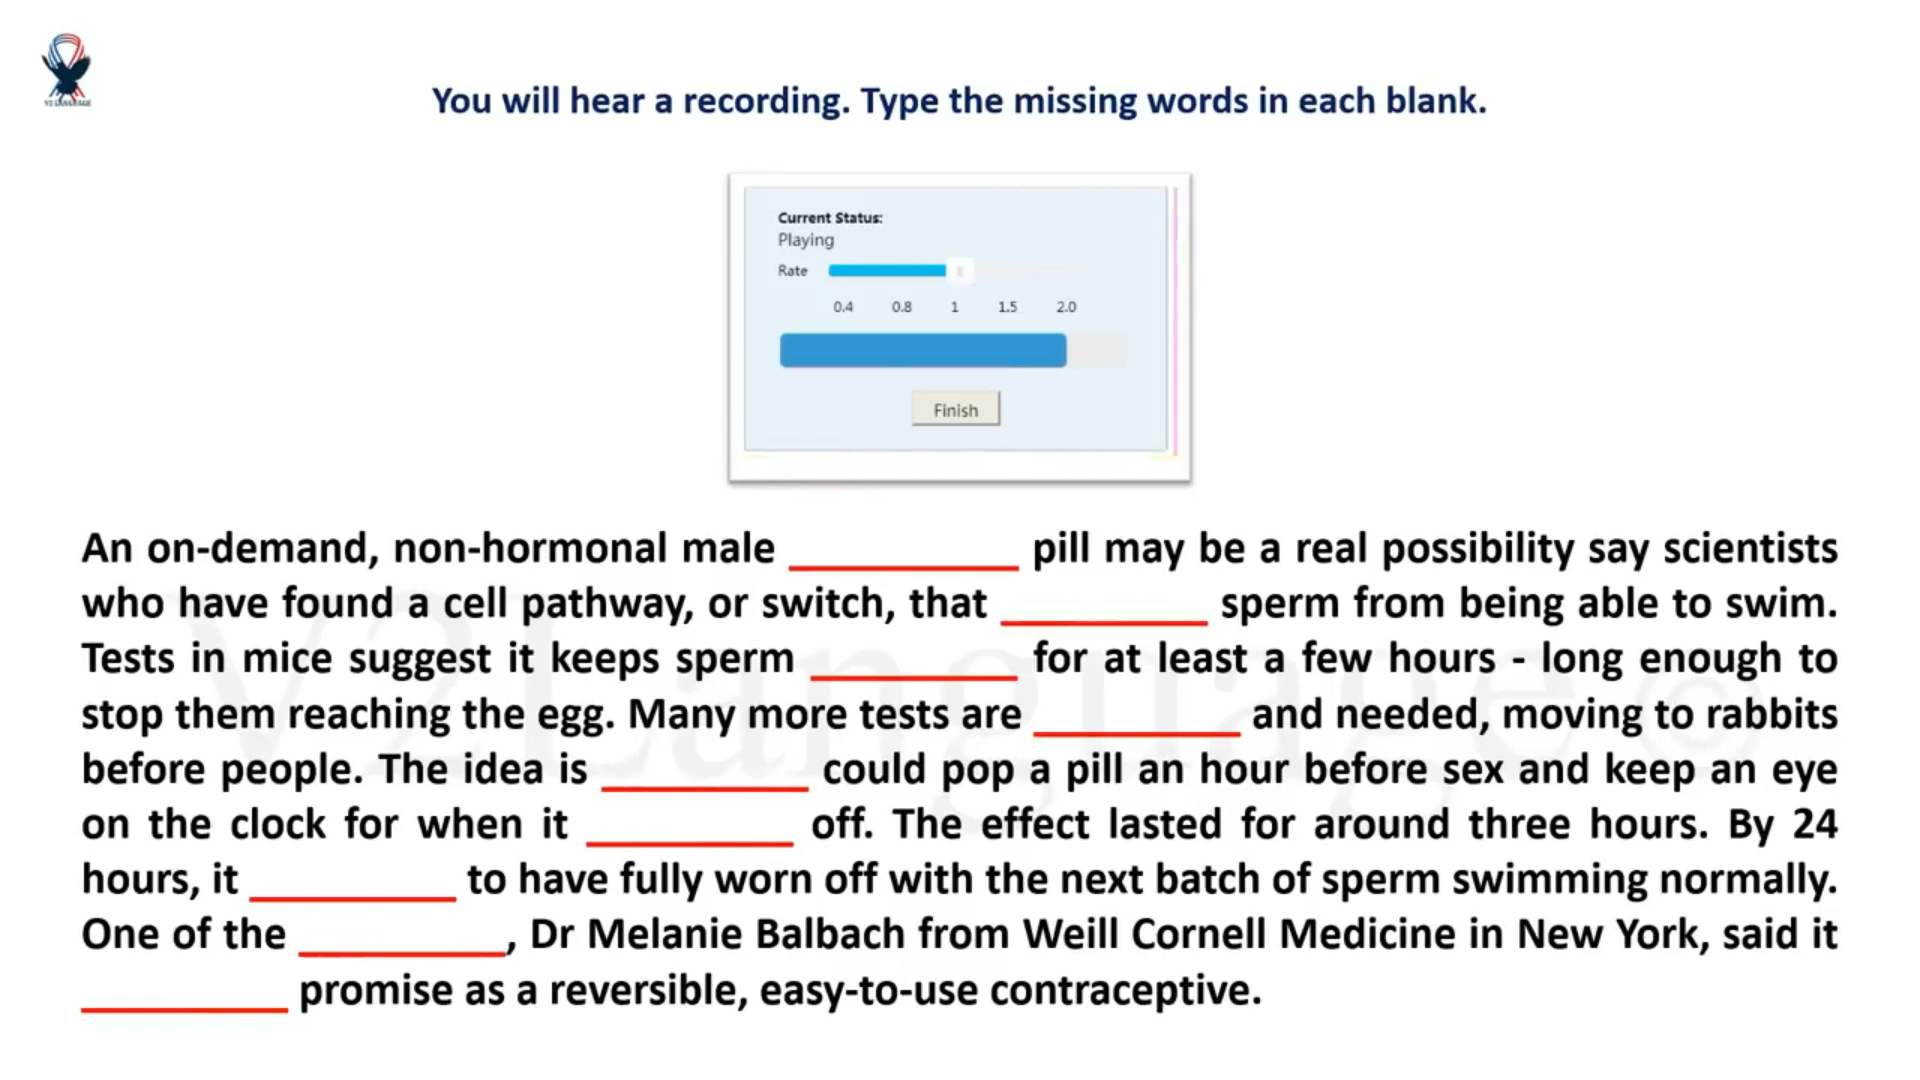 V2 LANGUAGE
You will hear a recording. Type the missing words in each blank.
Current Status:
Playing
Rate
0.4 0.8 1 1.5 2.0
Finish
An on-demand, non-hormonal male __________ pill may be a real possibility say scientists
who have found a cell pathway, or switch, that __________ sperm from being able to swim.
Tests in mice suggest it keeps sperm __________ for at least a few hours - long enough to
stop them reaching the egg. Many more tests are __________ and needed, moving to rabbits
before people. The idea is __________ could pop a pill an hour before sex and keep an eye
on the clock for when it __________ off. The effect lasted for around three hours. By 24
hours, it __________ to have fully worn off with the next batch of sperm swimming normally.
One of the __________, Dr Melanie Balbach from Weill Cornell Medicine in New York, said it
__________ promise as a reversible, easy-to-use contraceptive.
V2Language ©